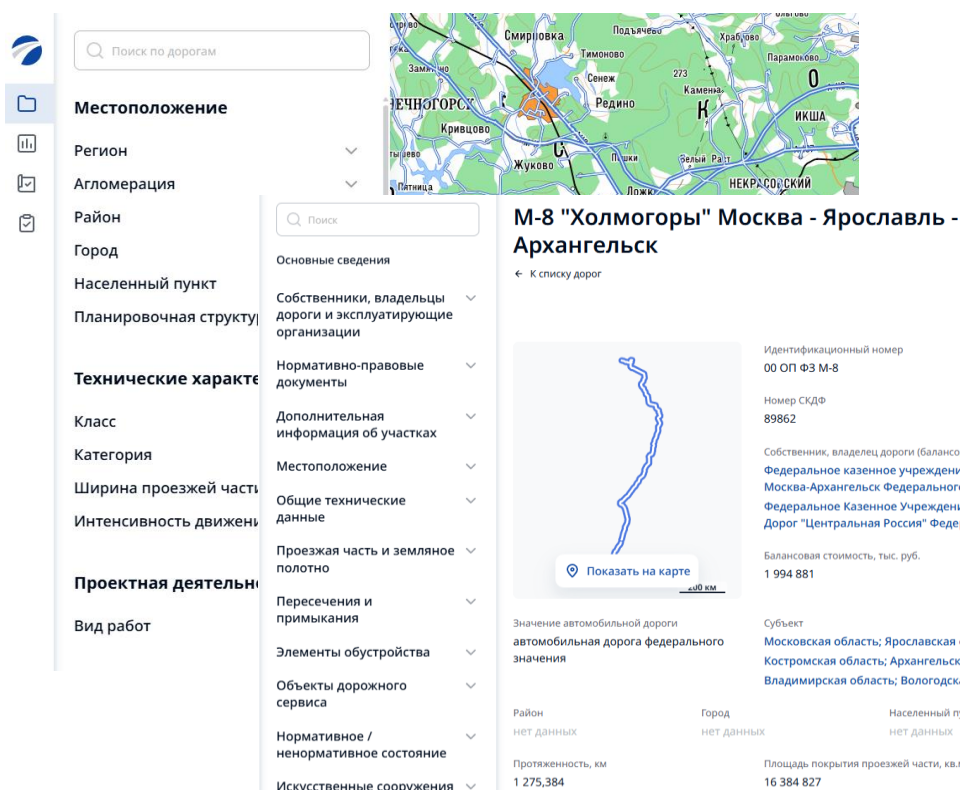 Поиск по дорогам
Местоположение
Регион
Агломерация
Район
Город
Населенный пункт
Планировочная структу
Технические характе
Класс
Категория
Ширина проезжей части
Интенсивность движени
Проектная деятельно
Вид работ
Смирновка
Подъячево
Храброво
Тимоново
Парамоново
Сенеж
273
Каменка
О
ЕЧНОГОРСК
Редино
К
ИКША
Кривцово
С
Жуково
Пешки
Белый Раст
НЕКРАСОВСКИЙ
Пятница
Поиск
Основные сведения
Собственники, владельцы
дороги и эксплуатирующие
организации
Нормативно-правовые
документы
Дополнительная
информация об участках
Местоположение
Общие технические
данные
Проезжая часть и земляное
полотно
Пересечения и
примыкания
Элементы обустройства
Объекты дорожного
сервиса
Нормативное /
ненормативное состояние
Искусственные сооружения
М-8 "Холмогоры" Москва - Ярославль -
Архангельск
← К списку дорог
Показать на карте
200 км
Идентификационный номер
00 ОП ФЗ М-8
Номер СКДФ
89862
Собственник, владелец дороги (балансо
Федеральное казенное учреждени
Москва-Архангельск Федерального
Федеральное Казенное Учреждени
Дорог "Центральная Россия" Феде
Балансовая стоимость, тыс. руб.
1 994 881
Значение автомобильной дороги
автомобильная дорога федерального
значения
Субъект
Московская область; Ярославская
Костромская область; Архангельск
Владимирская область; Вологодска
Район
Город
Населенный пу
нет данных
нет данных
нет данных
Протяженность, км
Площадь покрытия проезжей части, кв.
1 275,384
16 384 827